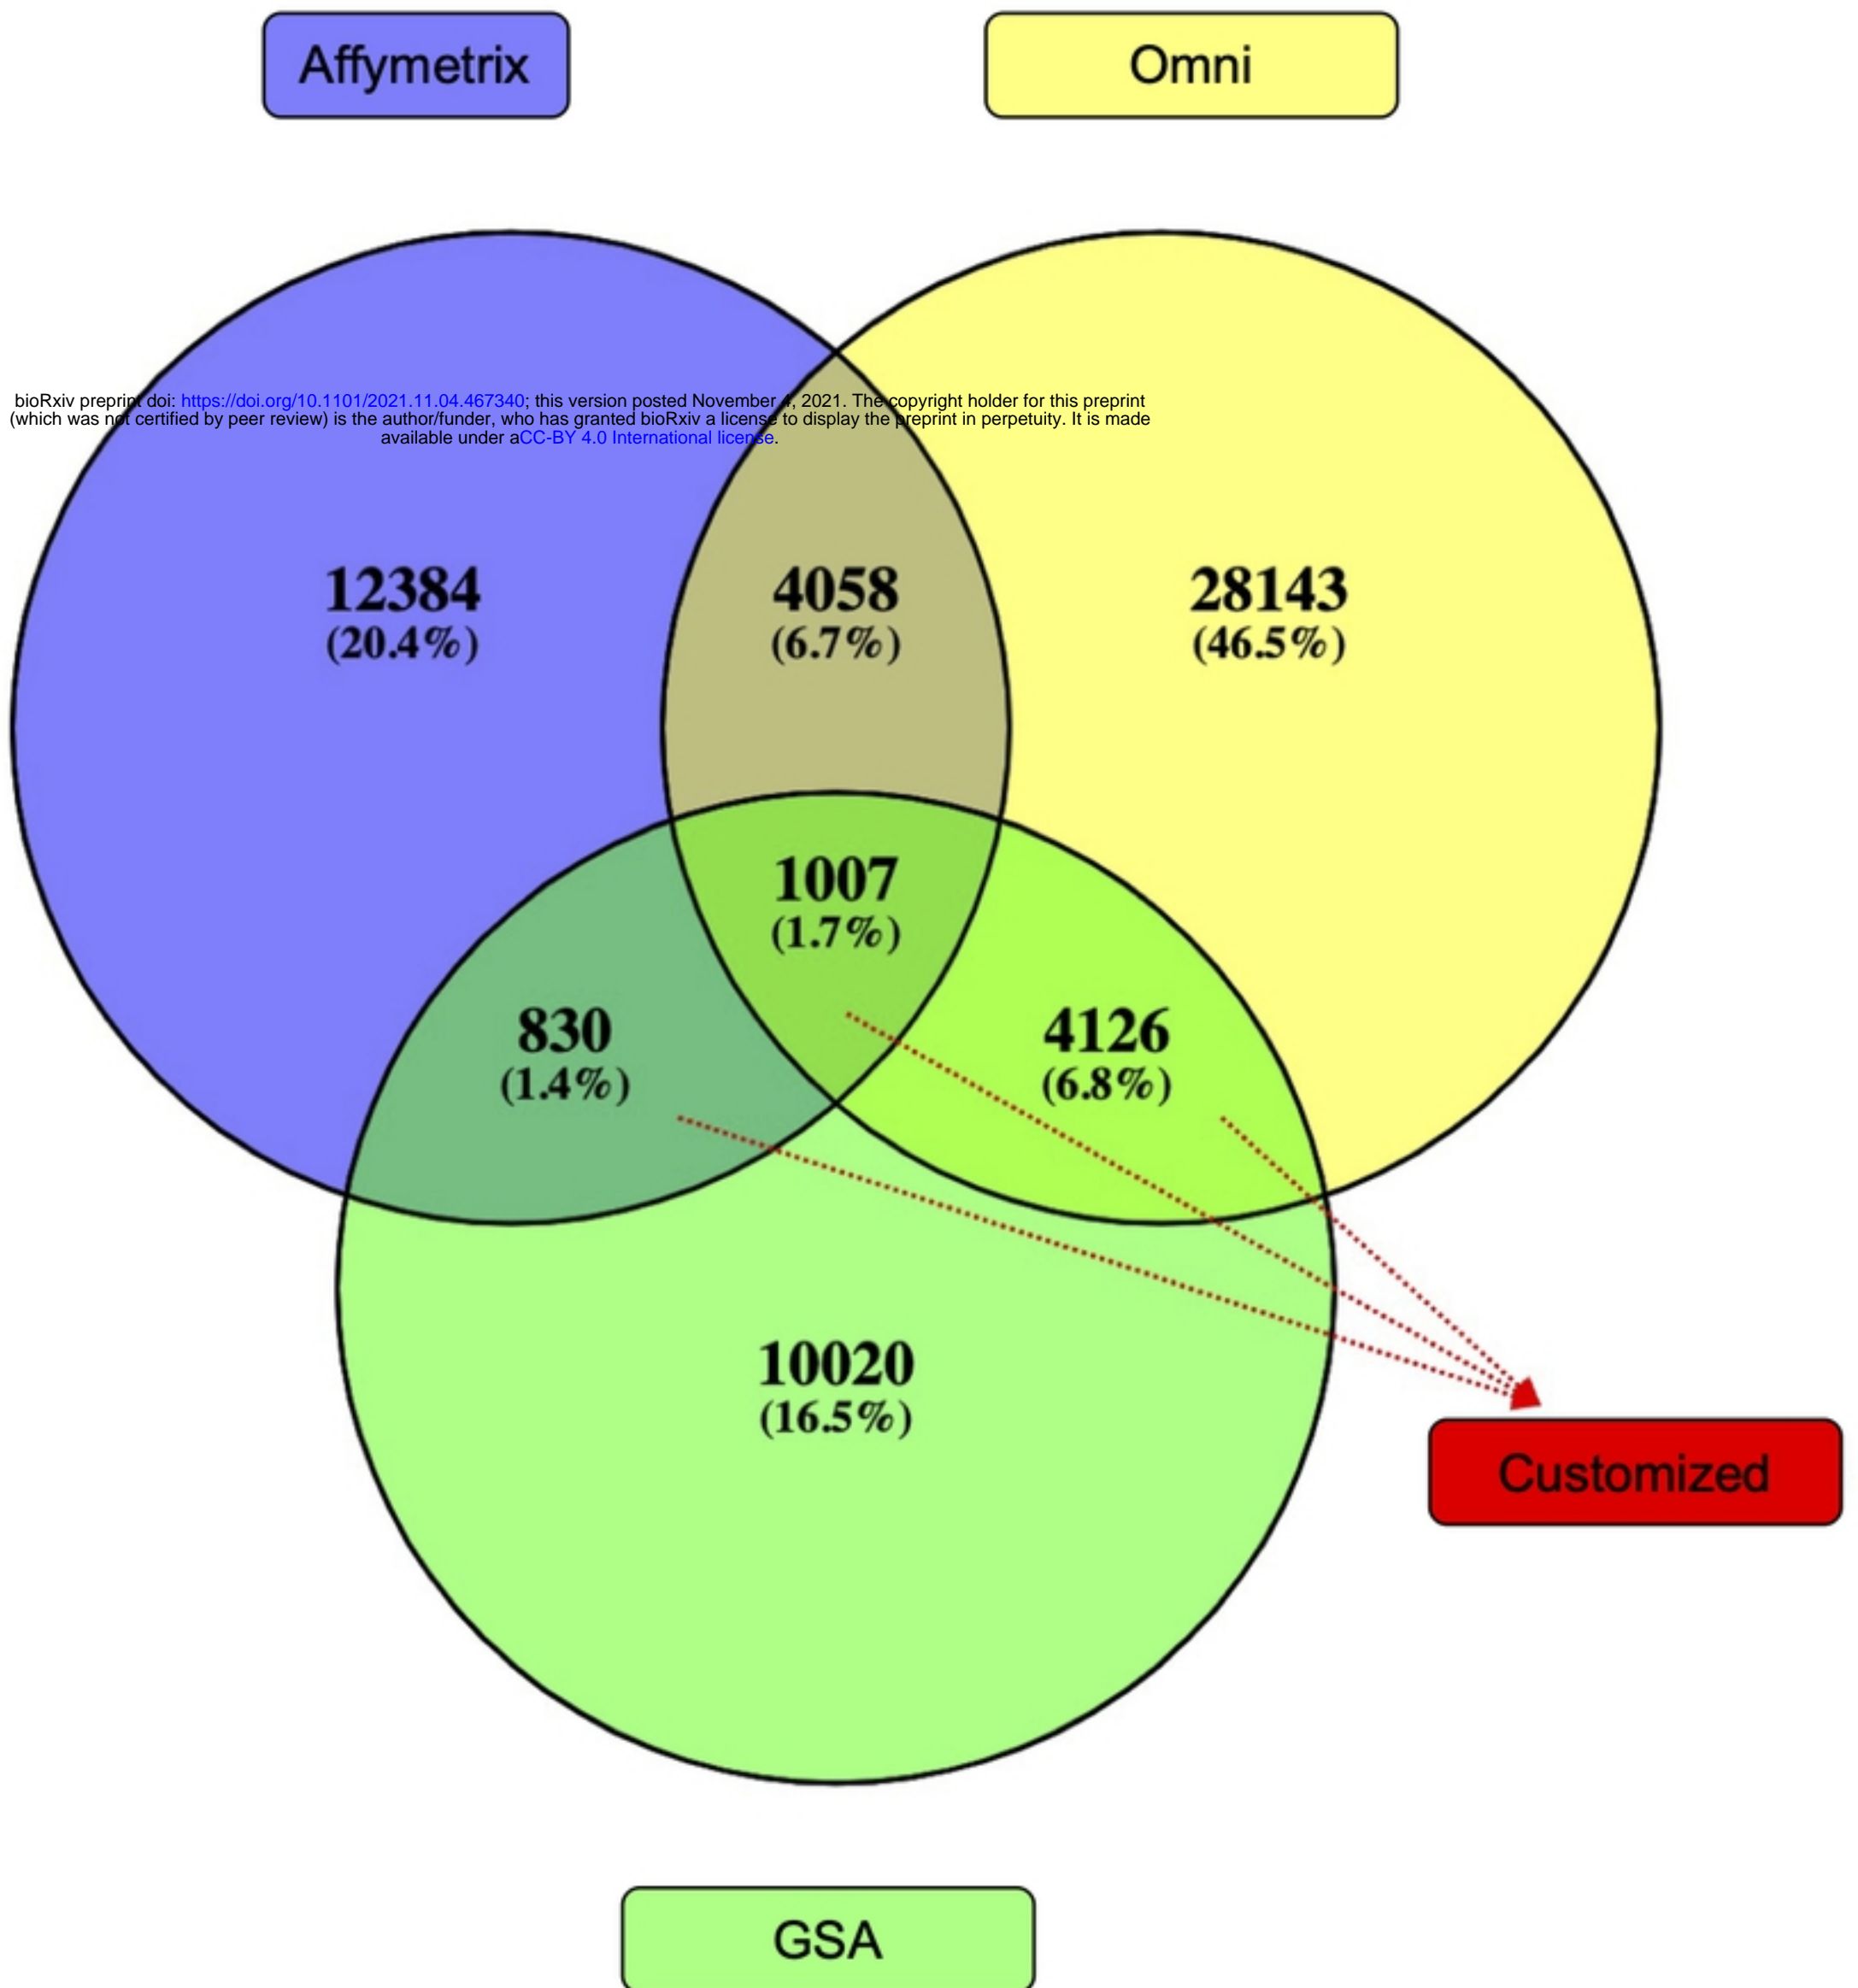 Affymetrix
Omni
bioRxiv preprint doi: https://doi.org/10.1101/2021.11.04.467340; this version posted November 4, 2021. The copyright holder for this preprint
(which was not certified by peer review) is the author/funder, who has granted bioRxiv a license to display the preprint in perpetuity. It is made
available under aCC-BY 4.0 International license.
12384
(20.4%)
4058
(6.7%)
28143
(46.5%)
1007
(1.7%)
830
(1.4%)
4126
(6.8%)
10020
(16.5%)
Customized
GSA